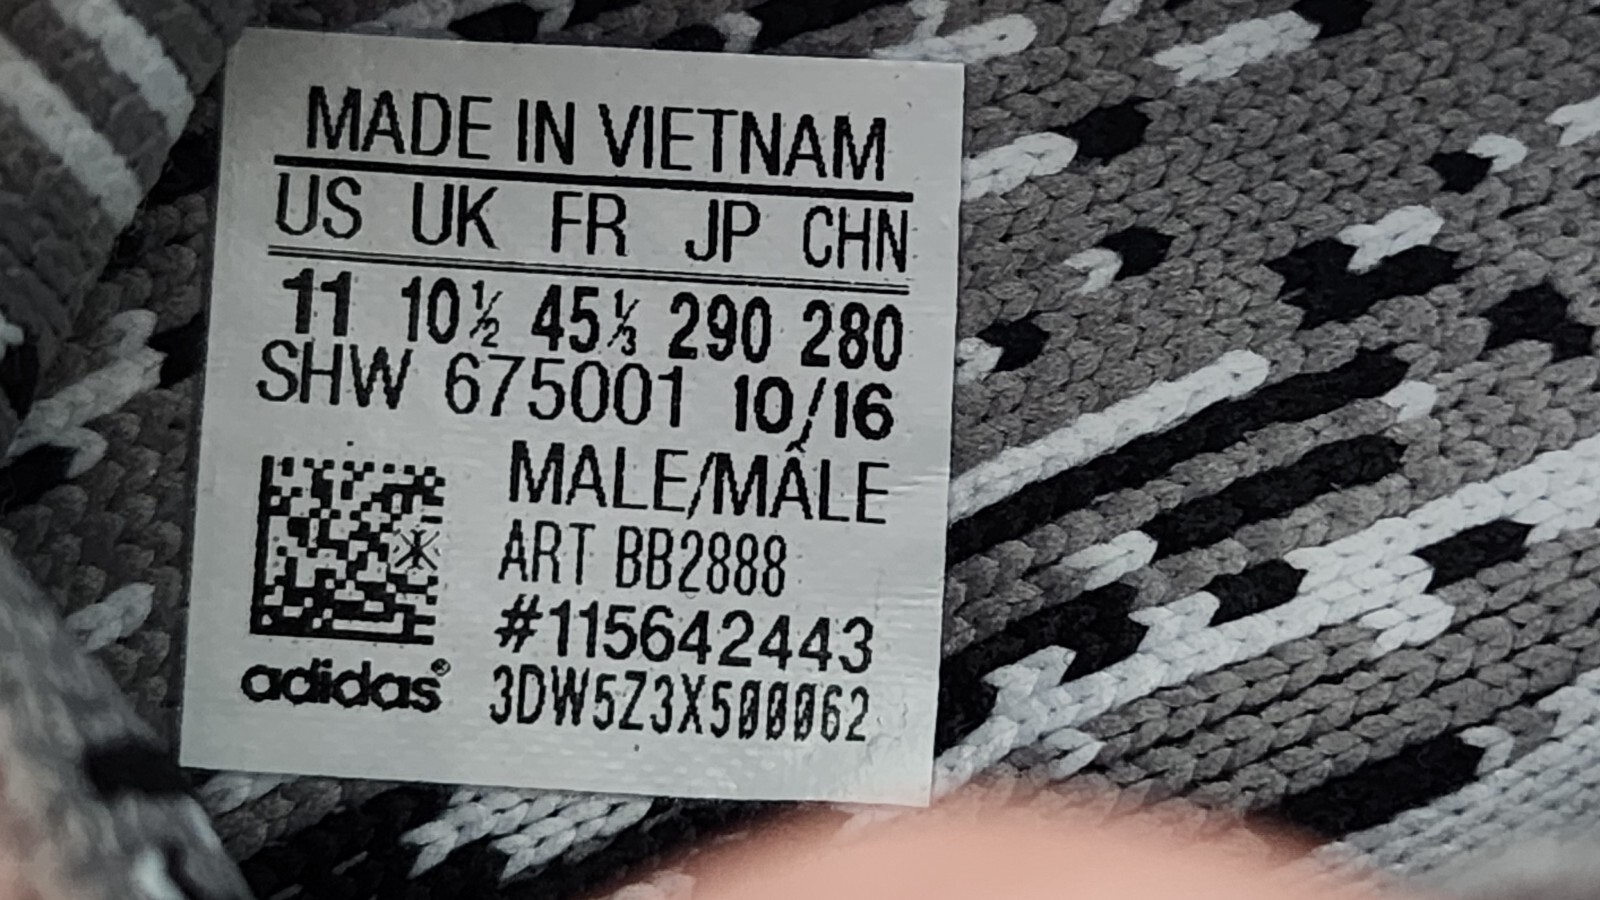 MADE IN VIETNAM
US UK FR JP CHN
11 10½ 45⅓ 290 280
SHW 675001 10/16
MALE/MÂLE
ART BB2888
#115642443
adidas® 3DW5Z3X500062